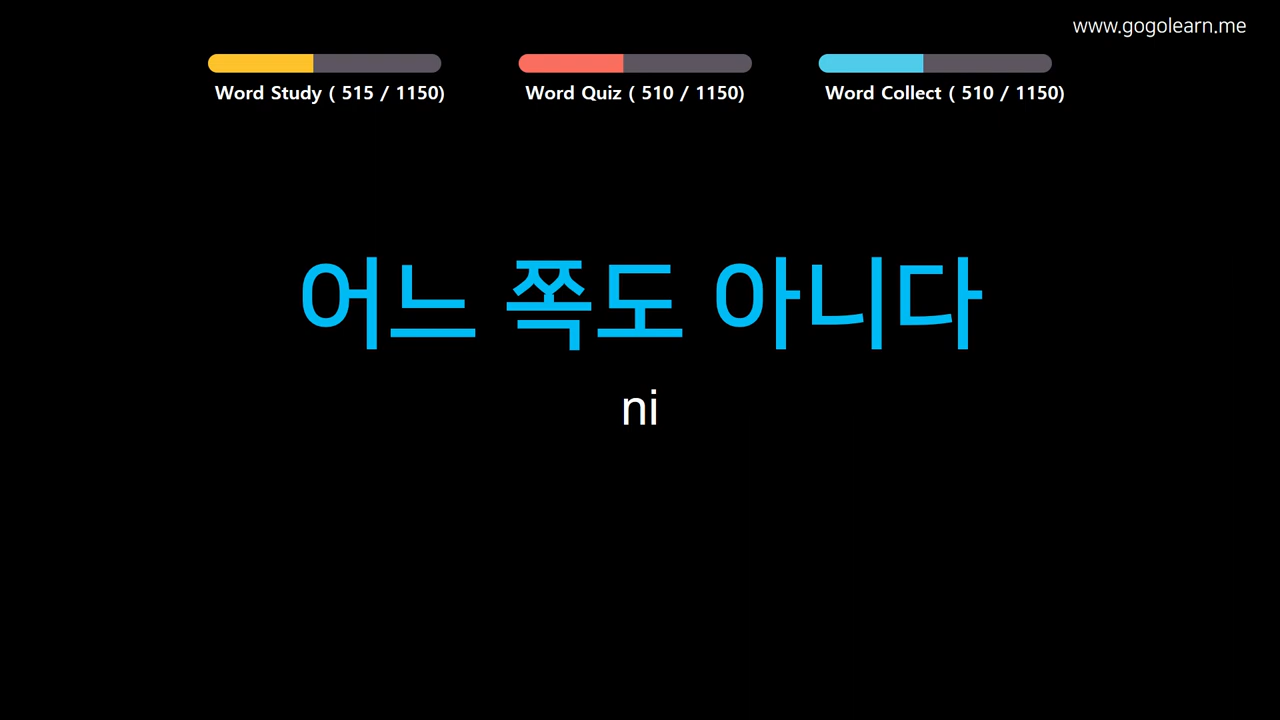 www.gogolearn.me
Word Study ( 515 / 1150)
Word Quiz ( 510 / 1150)
Word Collect ( 510 / 1150)
어느 쪽도 아니다
ni